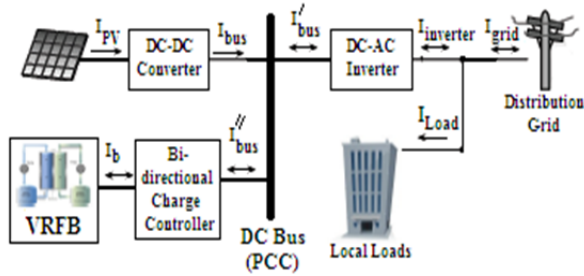 I_PV
DC-DC
Converter
I_bus
I′_bus
DC-AC
Inverter
I_inverter
I_grid
Distribution
Grid
I_Load
Local Loads
VRFB
I_b
Bi-
directional
Charge
Controller
I′′_bus
DC Bus
(PCC)